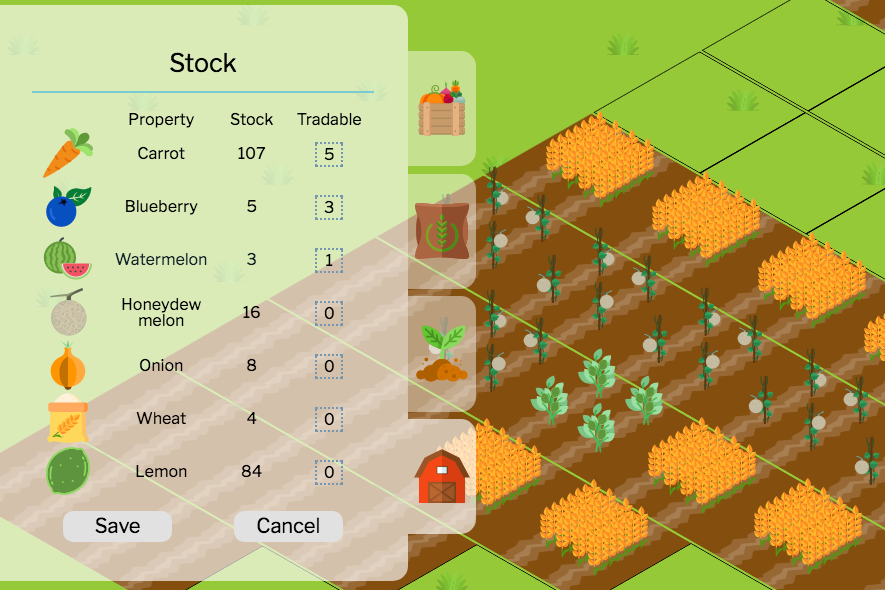 Stock
Property Stock Tradable
Carrot 107 5
Blueberry 5 3
Watermelon 3 1
Honeydew
melon 16 0
Onion 8 0
Wheat 4 0
Lemon 84 0
Save Cancel